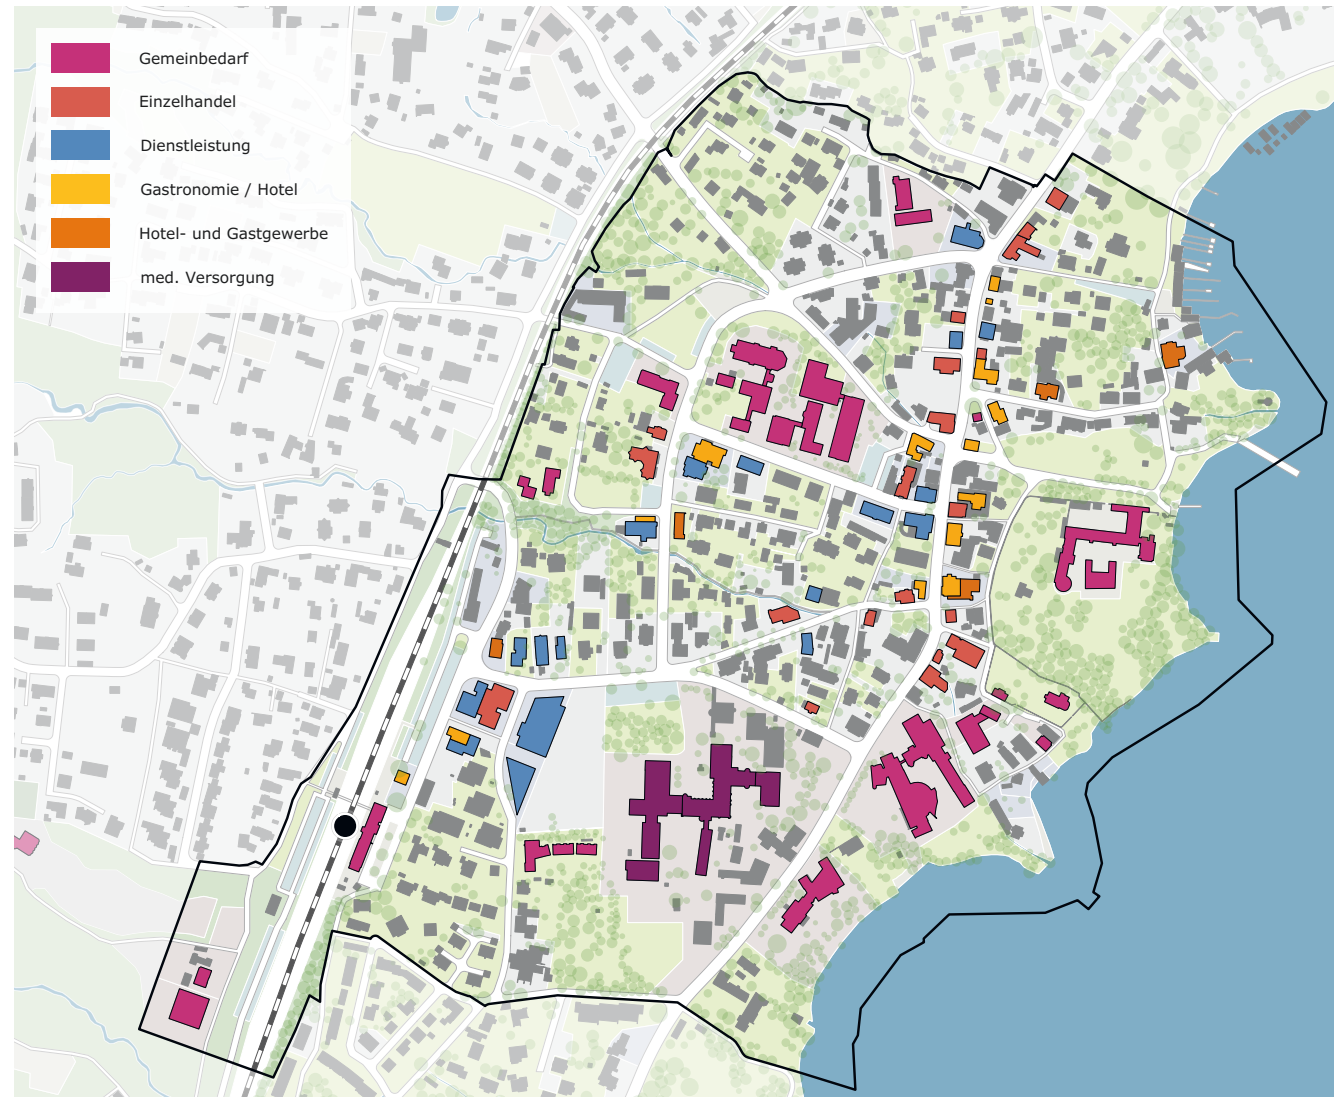 Gemeinbedarf
Einzelhandel
Dienstleistung
Gastronomie / Hotel
Hotel- und Gastgewerbe
med. Versorgung